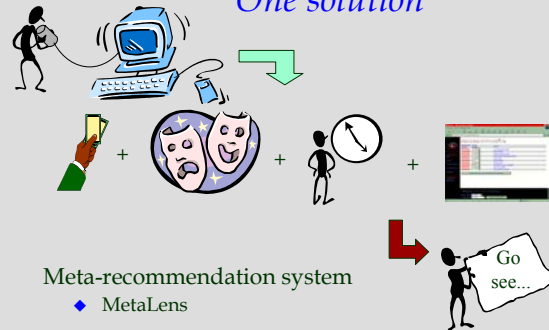 One solution
+
+
+
Go
see...
Meta-recommendation system
MetaLens